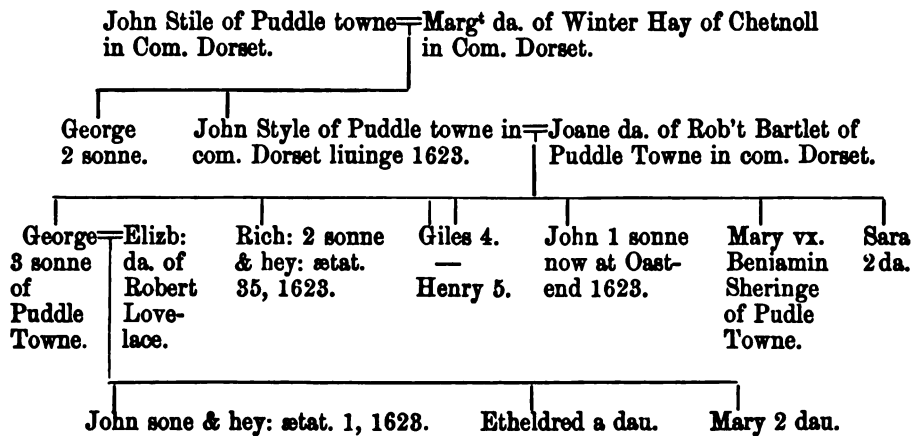 John Stile of Puddle towne=Margᵗ da. of Winter Hay of Chetnoll
in Com. Dorset.
in Com. Dorset.
George
2 sonne.
John Style of Puddle towne in=Joane da. of Rob't Bartlet of
com. Dorset liuinge 1623.
Puddle Towne in com. Dorset.
George=Elizb:
3 sonne
of
Puddle
Towne.
da. of
Robert
Love-
lace.
Rich: 2 sonne
& hey: ætat.
35, 1623.
Giles 4.
—
Henry 5.
John 1 sonne
now at Oast-
end 1623.
Mary vx.
Beniamin
Sheringe
of Pudle
Towne.
Sara
2 da.
John sone & hey: ætat. 1, 1623.
Etheldred a dau.
Mary 2 dau.